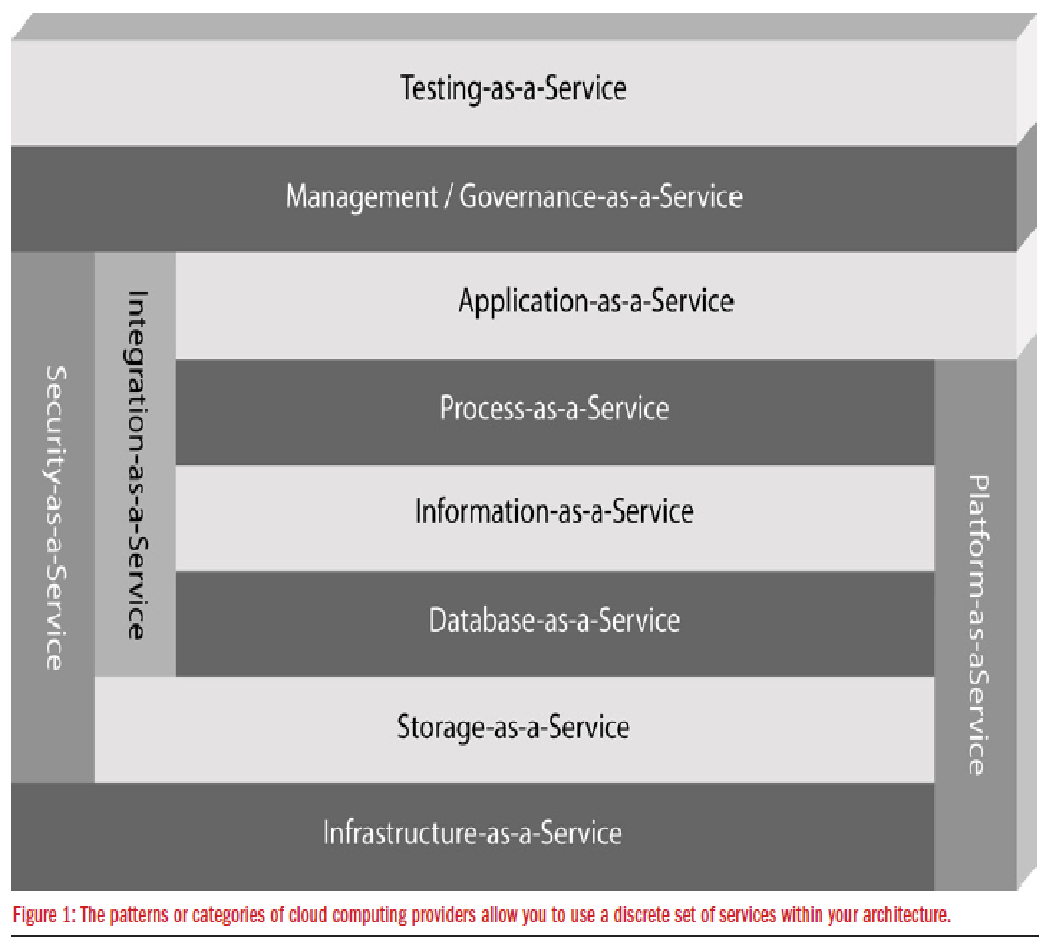 Testing-as-a-Service
Management / Governance-as-a-Service
Application-as-a-Service
Integration-as-a-Service
Security-as-a-Service
Process-as-a-Service
Information-as-a-Service
Platform-as-aService
Database-as-a-Service
Storage-as-a-Service
Infrastructure-as-a-Service
Figure 1: The patterns or categories of cloud computing providers allow you to use a discrete set of services within your architecture.